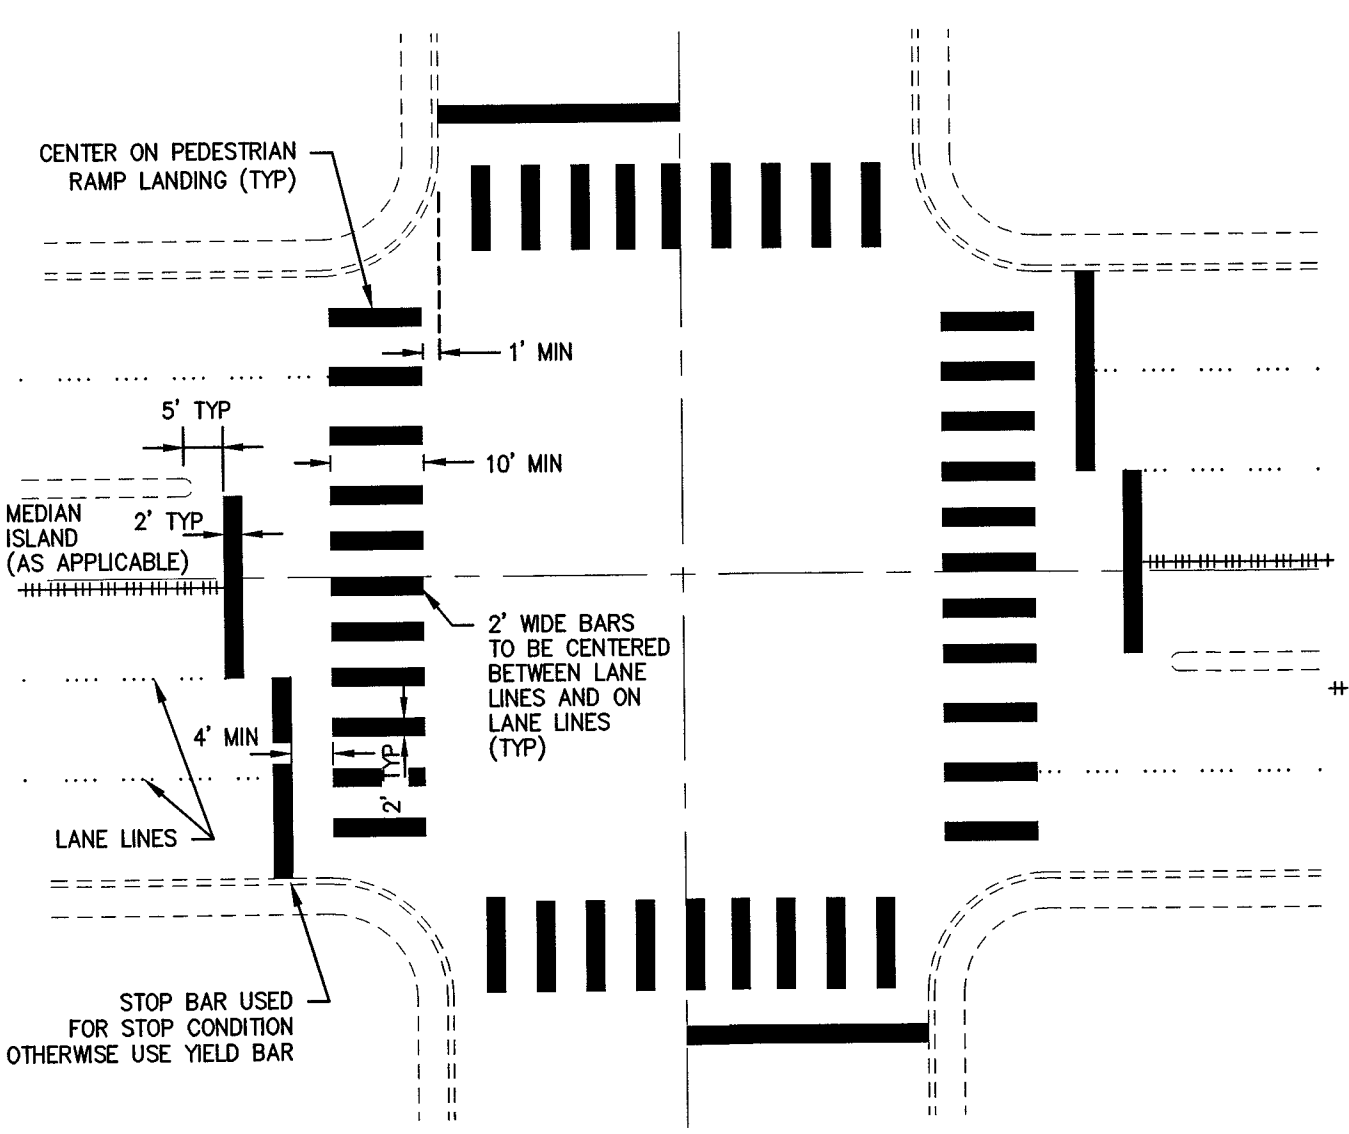 CENTER ON PEDESTRIAN
RAMP LANDING (TYP)
1' MIN
5' TYP
10' MIN
MEDIAN
ISLAND
(AS APPLICABLE)
2' TYP
2' WIDE BARS
TO BE CENTERED
BETWEEN LANE
LINES AND ON
LANE LINES
(TYP)
4' MIN
2' TYP
LANE LINES
STOP BAR USED
FOR STOP CONDITION
OTHERWISE USE YIELD BAR